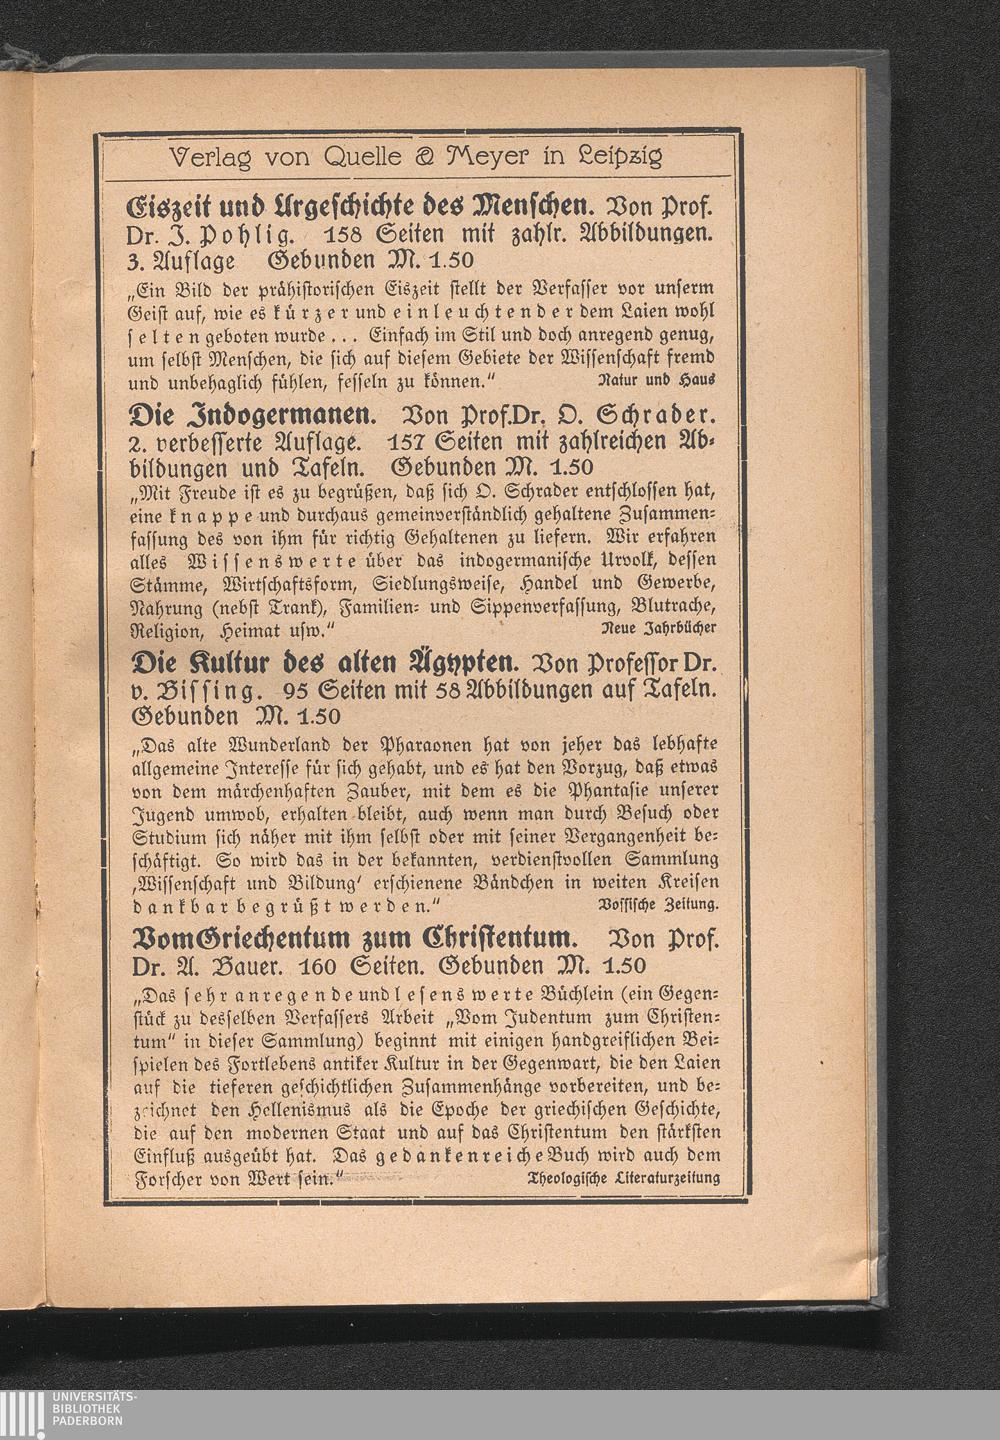 Verlag von Quelle & Meyer in Leipzig
Eiszeit und Urgeschichte des Menschen. Von Prof.
Dr. J. Pohlig. 158 Seiten mit zahlr. Abbildungen.
3. Auflage Gebunden M. 1.50
„Ein Bild der prähistorischen Eiszeit stellt der Verfasser vor unserm
Geist auf, wie es kürzer und einleuchtender dem Laien wohl
selten geboten wurde ... Einfach im Stil und doch anregend genug,
um selbst Menschen, die sich auf diesem Gebiete der Wissenschaft fremd
und unbehaglich fühlen, fesseln zu können.“ Natur und Haus
Die Indogermanen. Von Prof.Dr. O. Schrader.
2. verbesserte Auflage. 157 Seiten mit zahlreichen Ab-
bildungen und Tafeln. Gebunden M. 1.50
„Mit Freude ist es zu begrüßen, daß sich O. Schrader entschlossen hat,
eine knappe und durchaus gemeinverständlich gehaltene Zusammen-
fassung des von ihm für richtig Gehaltenen zu liefern. Wir erfahren
alles Wissenswerte über das indogermanische Urvolk, dessen
Stämme, Wirtschaftsform, Siedlungsweise, Handel und Gewerbe,
Nahrung (nebst Trank), Familien- und Sippenverfassung, Blutrache,
Religion, Heimat usw.“ Neue Jahrbücher
Die Kultur des alten Ägypten. Von Professor Dr.
v. Bissing. 95 Seiten mit 58 Abbildungen auf Tafeln.
Gebunden M. 1.50
„Das alte Wunderland der Pharaonen hat von jeher das lebhafte
allgemeine Interesse für sich gehabt, und es hat den Vorzug, daß etwas
von dem märchenhaften Zauber, mit dem es die Phantasie unserer
Jugend umwob, erhalten bleibt, auch wenn man durch Besuch oder
Studium sich näher mit ihm selbst oder mit seiner Vergangenheit be-
schäftigt. So wird das in der bekannten, verdienstvollen Sammlung
‚Wissenschaft und Bildung‘ erschienene Bändchen in weiten Kreisen
dankbar begrüßt werden.“ Vossische Zeitung.
Vom Griechentum zum Christentum. Von Prof.
Dr. A. Bauer. 160 Seiten. Gebunden M. 1.50
„Das sehr anregende und lesenswerte Büchlein (ein Gegen-
stück zu desselben Verfassers Arbeit „Vom Judentum zum Christen-
tum“ in dieser Sammlung) beginnt mit einigen handgreiflichen Bei-
spielen des Fortlebens antiker Kultur in der Gegenwart, die den Laien
auf die tieferen geschichtlichen Zusammenhänge vorbereiten, und be-
zeichnet den Hellenismus als die Epoche der griechischen Geschichte,
die auf den modernen Staat und auf das Christentum den stärksten
Einfluß ausgeübt hat. Das gedankenreiche Buch wird auch dem
Forscher von Wert sein.“ Theologische Literaturzeitung
UNIVERSITÄTS-
BIBLIOTHEK
PADERBORN